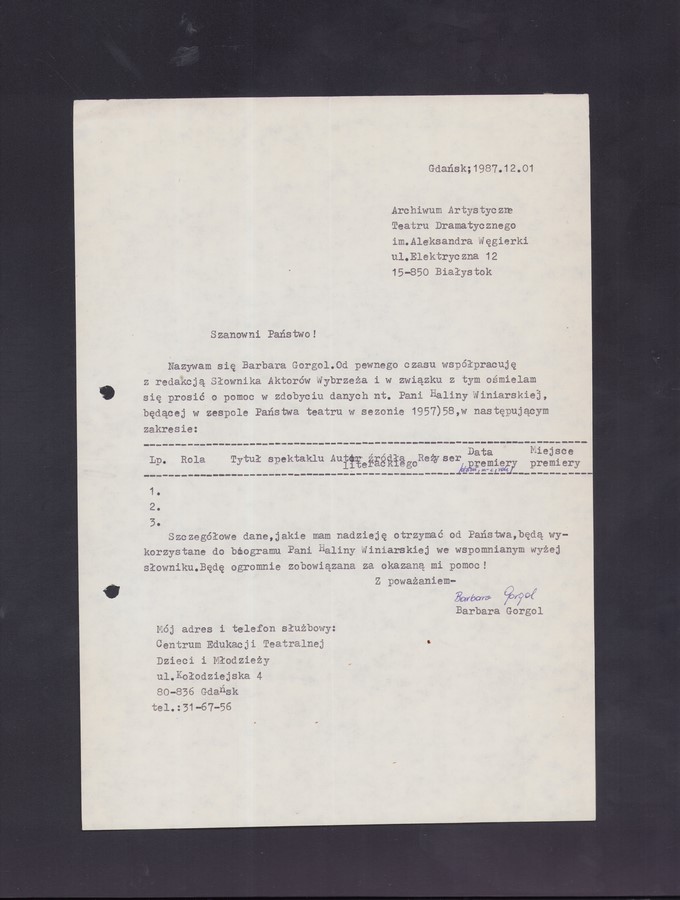 Gdańsk;1987.12.01
Archiwum Artystyczne
Teatru Dramatycznego
im.Aleksandra Węgierki
ul.Elektryczna 12
15-850 Białystok
Szanowni Państwo!
Nazywam się Barbara Gorgol.Od pewnego czasu współpracuję
z redakcją Słownika Aktorów Wybrzeża i w związku z tym ośmielam
się prosić o pomoc w zdobyciu danych nt. Pani Haliny Winiarskiej,
będącej w zespole Państwa teatru w sezonie 1957)58,w następującym
zakresie:
Lp. Rola Tytuł spektaklu Autor źródła literackiego Reżyser Data premiery Miejsce premiery
1.
2.
3.
Szczegółowe dane,jakie mam nadzieję otrzymać od Państwa,będą wy-
korzystane do biogramu Pani Haliny Winiarskiej we wspomnianym wyżej
słowniku.Będę ogromnie zobowiązana za okazaną mi pomoc!
Z poważaniem-
Barbara Gorgol
Barbara Gorgol
Mój adres i telefon służbowy:
Centrum Edukacji Teatralnej
Dzieci i Młodzieży
ul.Kołodziejska 4
80-836 Gdańsk
tel.:31-67-56